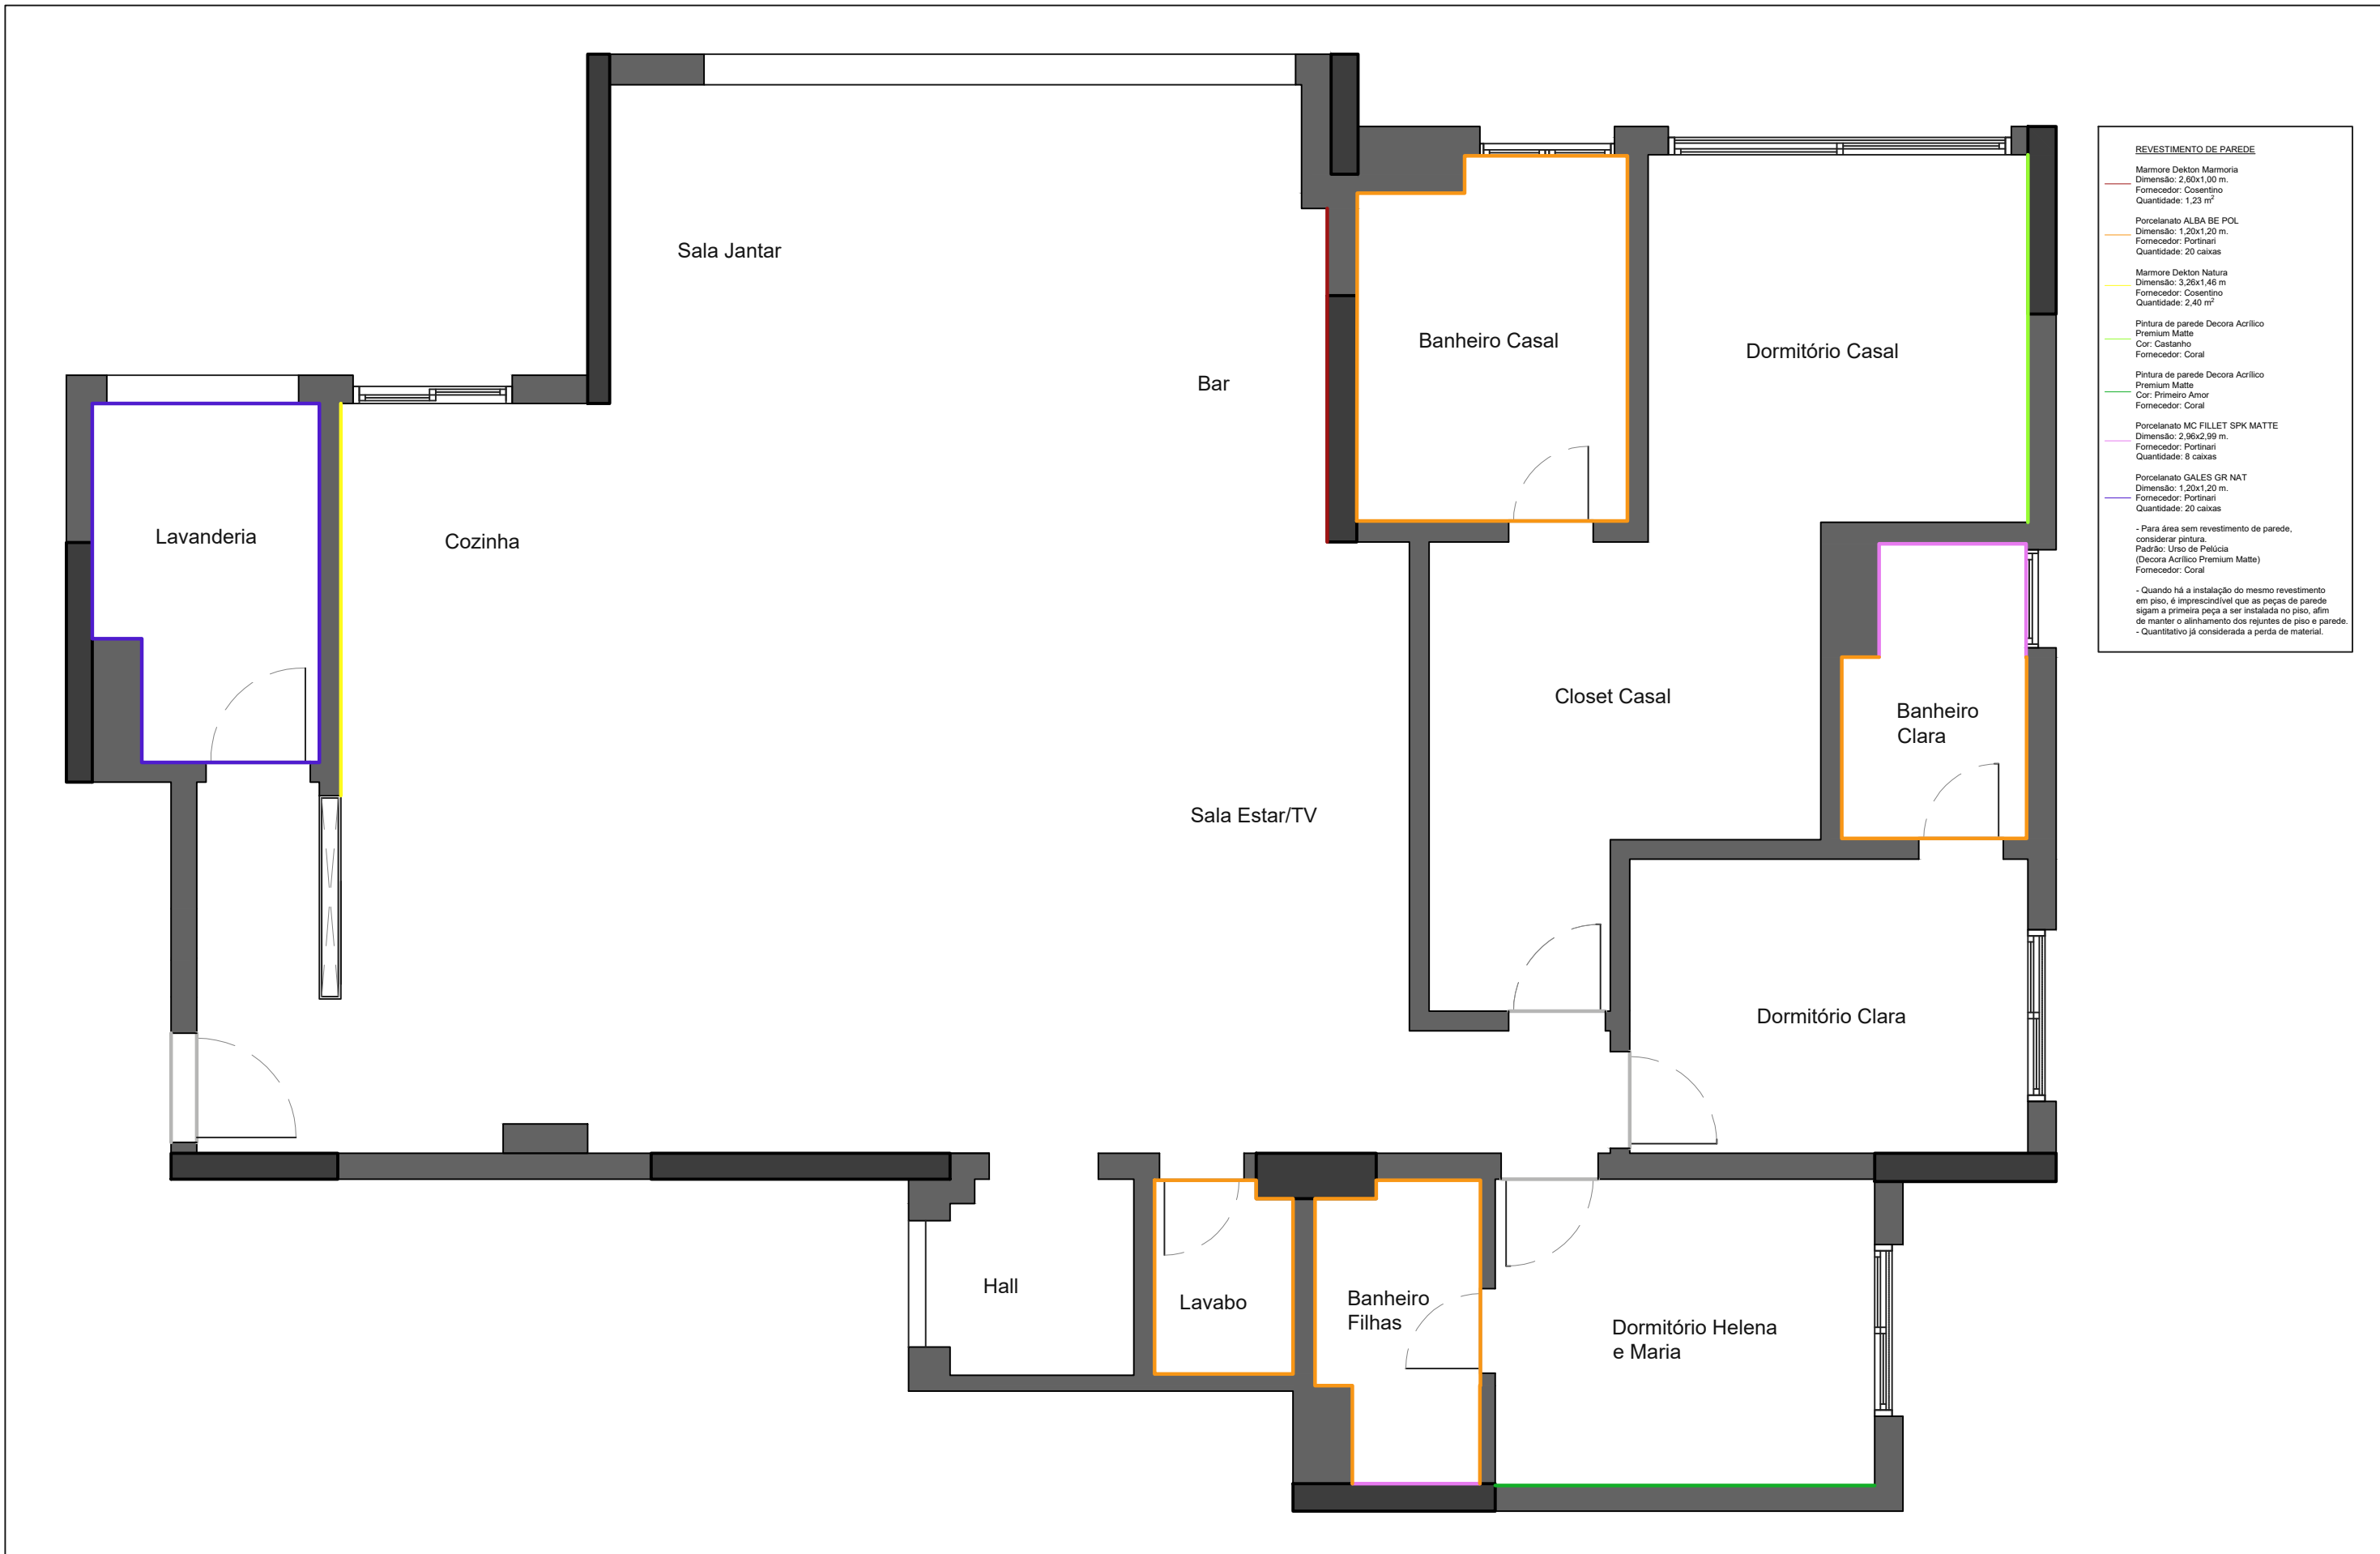 Sala Jantar
Bar
Banheiro Casal
Dormitório Casal
Lavanderia
Cozinha
Closet Casal
Banheiro
Clara
Sala Estar/TV
Dormitório Clara
Hall
Lavabo
Banheiro
Filhas
Dormitório Helena
e Maria
REVESTIMENTO DE PAREDE
Marmore Dekton Marmoria
Dimensão: 2,60x1,00 m.
Fornecedor: Cosentino
Quantidade: 1,23 m²
Porcelanato ALBA BE POL
Dimensão: 1,20x1,20 m.
Fornecedor: Portinari
Quantidade: 20 caixas
Marmore Dekton Natura
Dimensão: 3,26x1,46 m
Fornecedor: Cosentino
Quantidade: 2,40 m²
Pintura de parede Decora Acrílico
Premium Matte
Cor: Castanho
Fornecedor: Coral
Pintura de parede Decora Acrílico
Premium Matte
Cor: Primeiro Amor
Fornecedor: Coral
Porcelanato MC FILLET SPK MATTE
Dimensão: 2,96x2,99 m.
Fornecedor: Portinari
Quantidade: 8 caixas
Porcelanato GALES GR NAT
Dimensão: 1,20x1,20 m.
Fornecedor: Portinari
Quantidade: 20 caixas
- Para área sem revestimento de parede,
considerar pintura.
Padrão: Urso de Pelúcia
(Decora Acrílico Premium Matte)
Fornecedor: Coral
- Quando há a instalação do mesmo revestimento
em piso, é imprescindível que as peças de parede
sigam a primeira peça a ser instalada no piso, afim
de manter o alinhamento dos rejuntes de piso e parede.
- Quantitativo já considerada a perda de material.